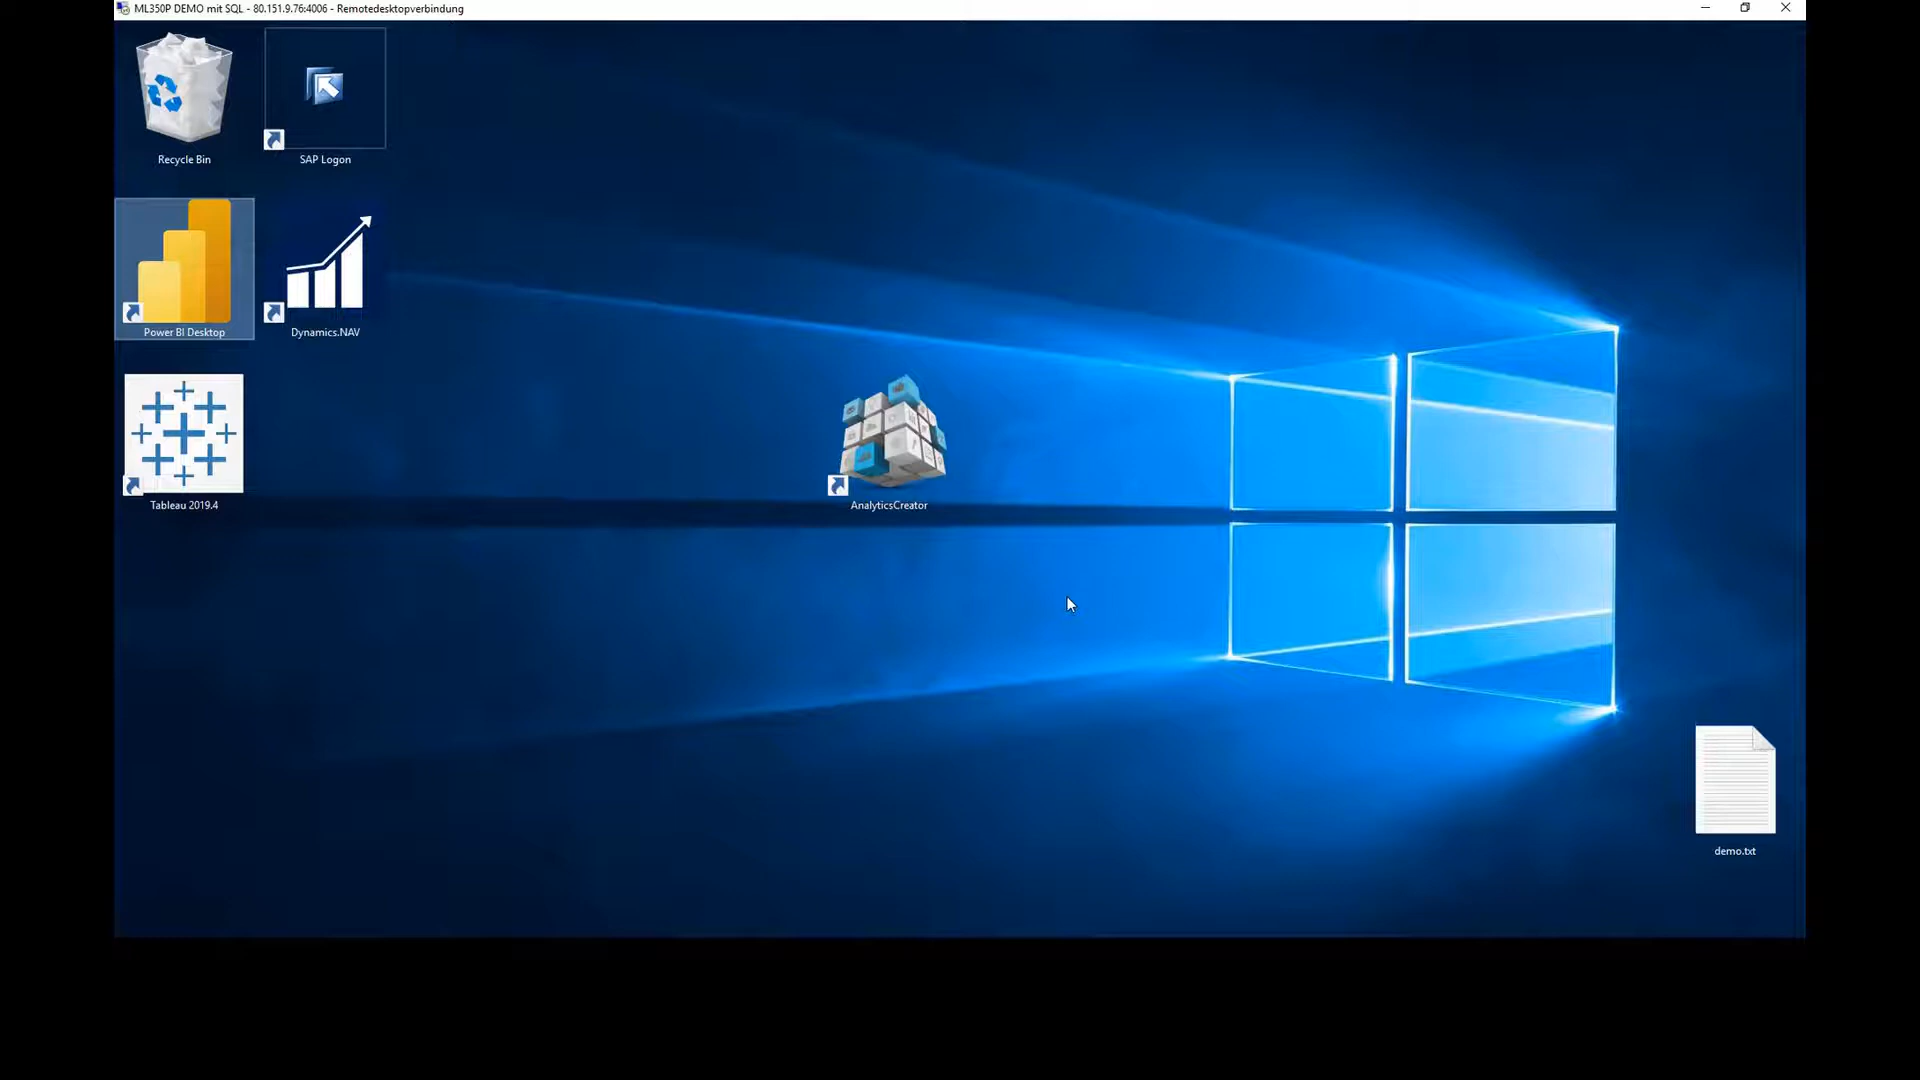 ML350P DEMO mit SQL - 80.151.9.76:4006 - Remotedesktopverbindung
Recycle Bin
SAP Logon
Power BI Desktop
Dynamics.NAV
Tableau 2019.4
AnalyticsCreator
demo.txt